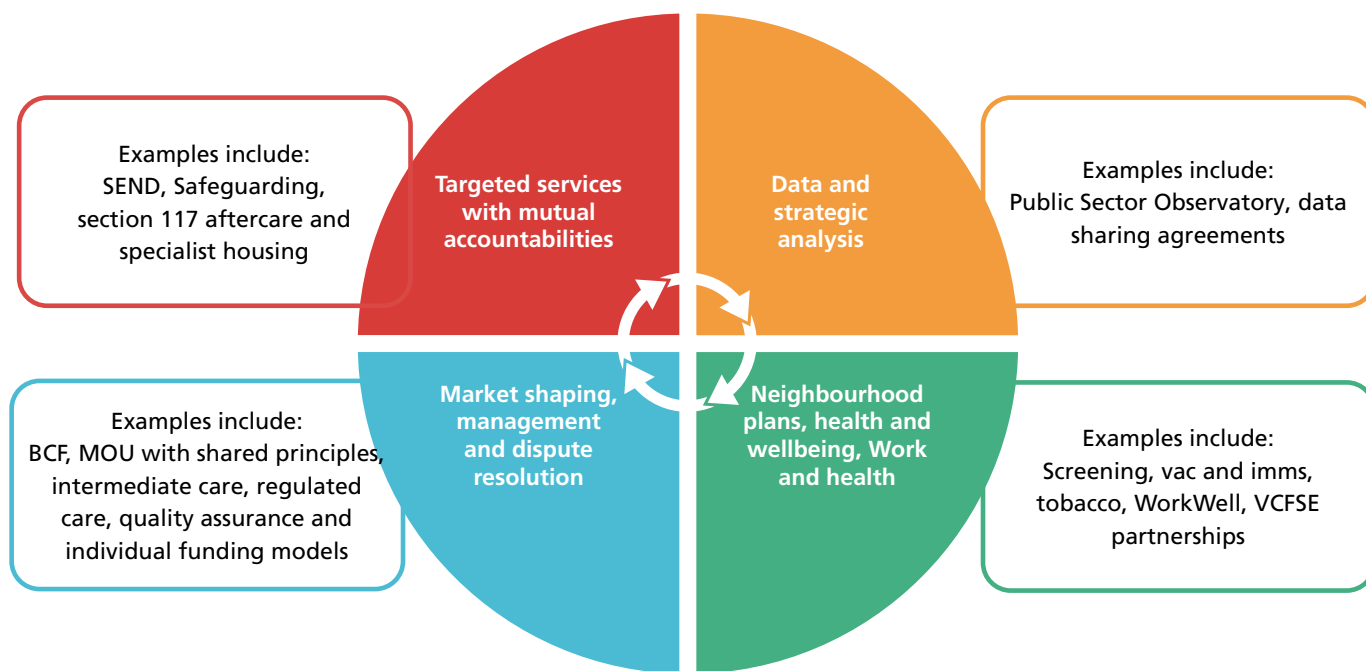 Examples include:
SEND, Safeguarding,
section 117 aftercare and
specialist housing
Targeted services
with mutual
accountabilities
Data and
strategic
analysis
Examples include:
Public Sector Observatory, data
sharing agreements
Examples include:
BCF, MOU with shared principles,
intermediate care, regulated
care, quality assurance and
individual funding models
Market shaping,
management
and dispute
resolution
Neighbourhood
plans, health and
wellbeing, Work
and health
Examples include:
Screening, vac and imms,
tobacco, WorkWell, VCFSE
partnerships